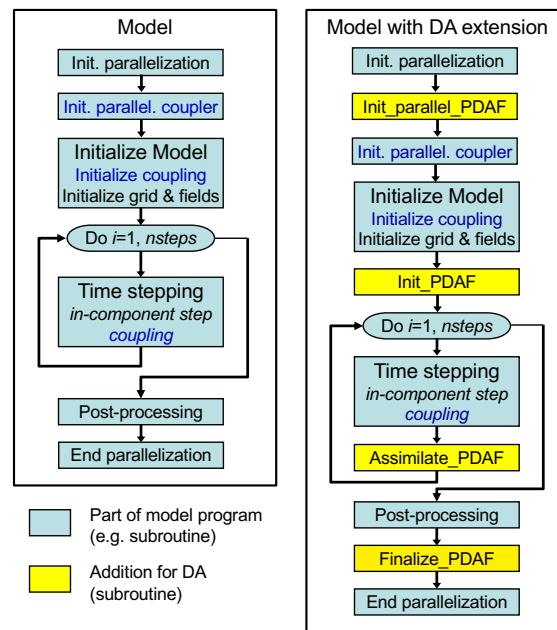 Model
Init. parallelization
Init. parallel. coupler
Initialize Model
Initialize coupling
Initialize grid & fields
Do i=1, nsteps
Time stepping
in-component step
coupling
Post-processing
End parallelization
Part of model program
(e.g. subroutine)
Addition for DA
(subroutine)
Model with DA extension
Init. parallelization
Init_parallel_PDAF
Init. parallel. coupler
Initialize Model
Initialize coupling
Initialize grid & fields
Init_PDAF
Do i=1, nsteps
Time stepping
in-component step
coupling
Assimilate_PDAF
Post-processing
Finalize_PDAF
End parallelization